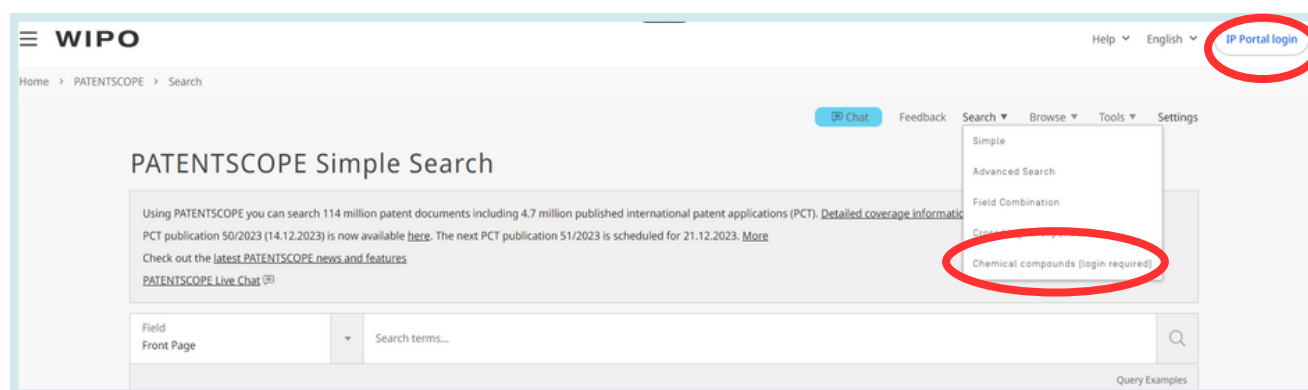 WIPO
Help English IP Portal login
Home > PATENTSCOPE > Search
Chat Feedback Search ▼ Browse ▼ Tools ▼ Settings
Simple
Advanced Search
Field Combination
Chemical compounds [login required]
PATENTSCOPE Simple Search
Using PATENTSCOPE you can search 114 million patent documents including 4.7 million published international patent applications (PCT). Detailed coverage
PCT publication 50/2023 (14.12.2023) is now available here. The next PCT publication 51/2023 is scheduled for 21.12.2023. More
Check out the latest PATENTSCOPE news and features
PATENTSCOPE Live Chat
Field
Front Page
Search terms...
Query Examples